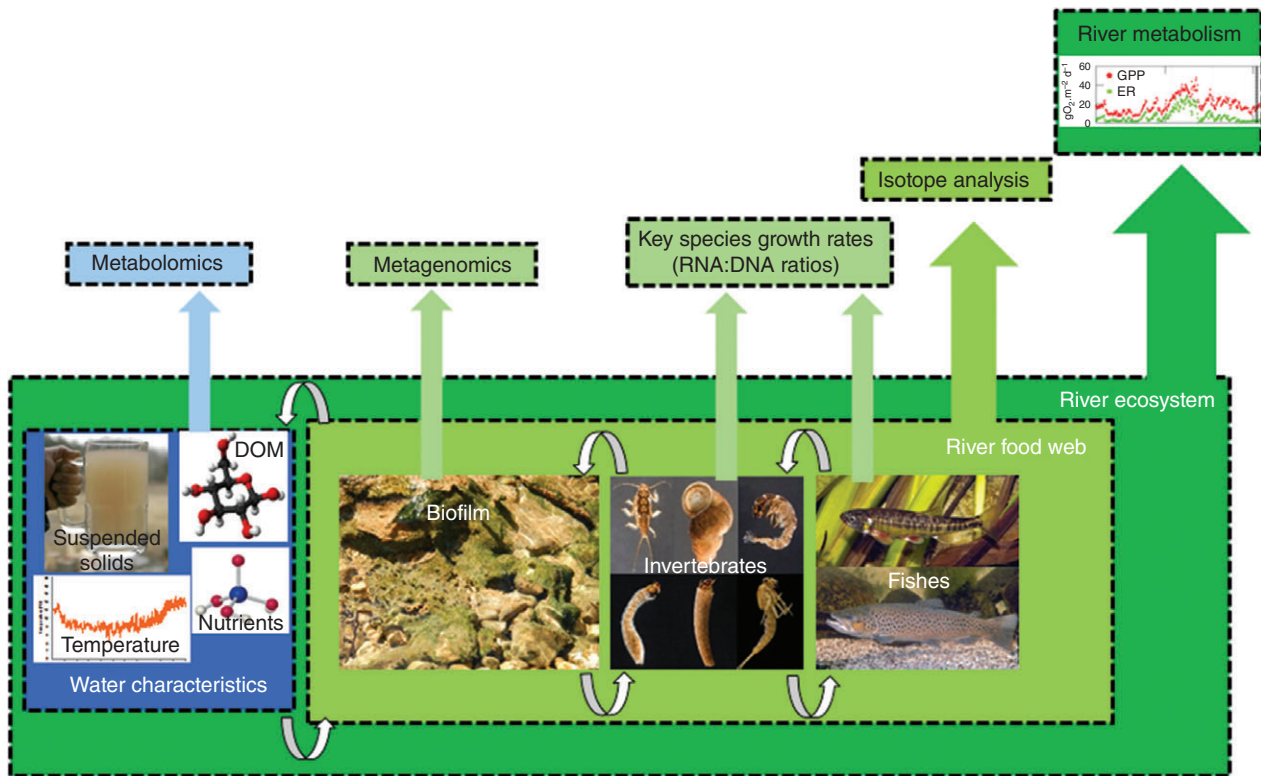 River metabolism
gO₂.m⁻² d⁻¹
60
40
20
0
GPP
ER
Isotope analysis
Key species growth rates
(RNA:DNA ratios)
Metabolomics
Metagenomics
River ecosystem
River food web
DOM
Suspended
solids
Biofilm
Invertebrates
Fishes
Nutrients
Temperature
Water characteristics